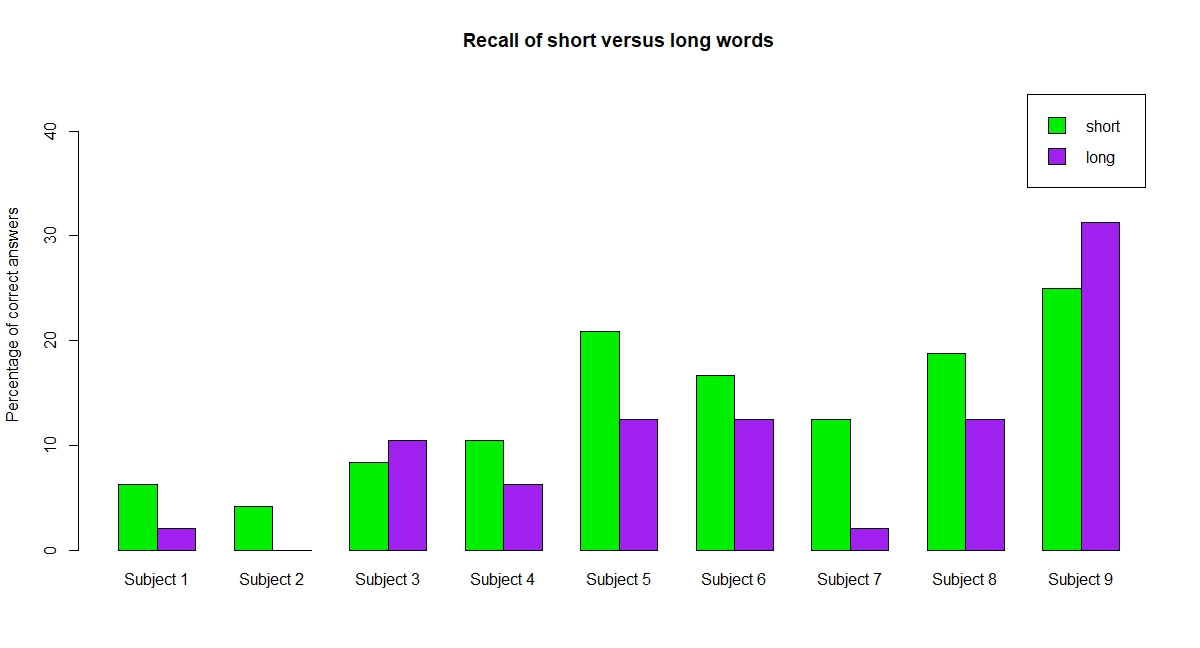 Recall of short versus long words
short
long
Percentage of correct answers
40
30
20
10
0
Subject 1
Subject 2
Subject 3
Subject 4
Subject 5
Subject 6
Subject 7
Subject 8
Subject 9